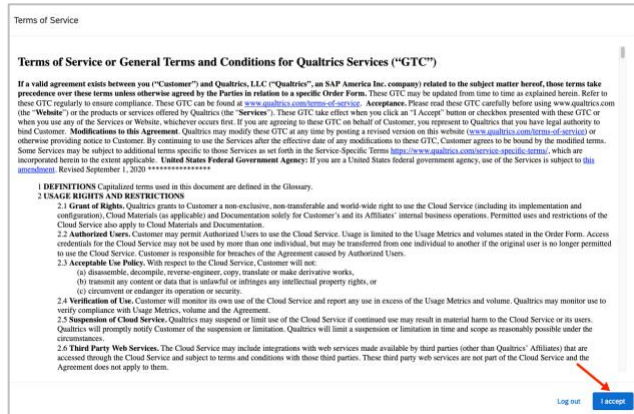 Terms of Service
Terms of Service or General Terms and Conditions for Qualtrics Services (“GTC”)
If a valid agreement exists between you (“Customer”) and Qualtrics, LLC (“Qualtrics”, an SAP America Inc. company) related to the subject matter hereof, those terms take
precedence over these terms unless otherwise agreed by the Parties in relation to a specific Order Form. These GTC may be updated from time to time as explained herein. Refer to
these GTC regularly to ensure compliance. These GTC can be found at www.qualtrics.com/terms-of-service. Acceptance. Please read these GTC carefully before using www.qualtrics.com
(the “Website”) or the products or services offered by Qualtrics (the “Services”). These GTC take effect when you click an “I Accept” button or checkbox presented with these GTC or
when you use any of the Services or Website, whichever occurs first. If you are agreeing to these GTC on behalf of Customer, you represent to Qualtrics that you have legal authority to
bind Customer. Modifications to this Agreement. Qualtrics may modify these GTC at any time by posting a revised version on this website (www.qualtrics.com/terms-of-service) or
otherwise providing notice to Customer. By continuing to use the Services after the effective date of any modifications to these GTC, Customer agrees to be bound by the modified terms.
Some Services may be subject to additional terms specific to those Services as set forth in the Service-Specific Terms https://www.qualtrics.com/service-specific-terms/, which are
incorporated herein to the extent applicable. United States Federal Government Agency: If you are a United States federal government agency, use of the Services is subject to this
amendment. Revised September 1, 2020 ****************
1 DEFINITIONS Capitalized terms used in this document are defined in the Glossary.
2 USAGE RIGHTS AND RESTRICTIONS
2.1 Grant of Rights. Qualtrics grants to Customer a non-exclusive, non-transferable and world-wide right to use the Cloud Service (including its implementation and
configuration), Cloud Materials (as applicable) and Documentation solely for Customer's and its Affiliates' internal business operations. Permitted uses and restrictions of the
Cloud Service also apply to Cloud Materials and Documentation.
2.2 Authorized Users. Customer may permit Authorized Users to use the Cloud Service. Usage is limited to the Usage Metrics and volumes stated in the Order Form. Access
credentials for the Cloud Service may not be used by more than one individual, but may be transferred from one individual to another if the original user is no longer permitted
to use the Cloud Service. Customer is responsible for breaches of the Agreement caused by Authorized Users.
2.3 Acceptable Use Policy. With respect to the Cloud Service, Customer will not:
(a) disassemble, decompile, reverse-engineer, copy, translate or make derivative works,
(b) transmit any content or data that is unlawful or infringes any intellectual property rights, or
(c) circumvent or endanger its operation or security.
2.4 Verification of Use. Customer will monitor its own use of the Cloud Service and report any use in excess of the Usage Metrics and volume. Qualtrics may monitor use to
verify compliance with Usage Metrics, volume and the Agreement.
2.5 Suspension of Cloud Service. Qualtrics may suspend or limit use of the Cloud Service if continued use may result in material harm to the Cloud Service or its users.
Qualtrics will promptly notify Customer of the suspension or limitation. Qualtrics will limit a suspension or limitation in time and scope as reasonably possible under the
circumstances.
2.6 Third Party Web Services. The Cloud Service may include integrations with web services made available by third parties (other than Qualtrics' Affiliates) that are
accessed through the Cloud Service and subject to terms and conditions with those third parties. These third party web services are not part of the Cloud Service and the
Agreement does not apply to them.
Log out
I accept